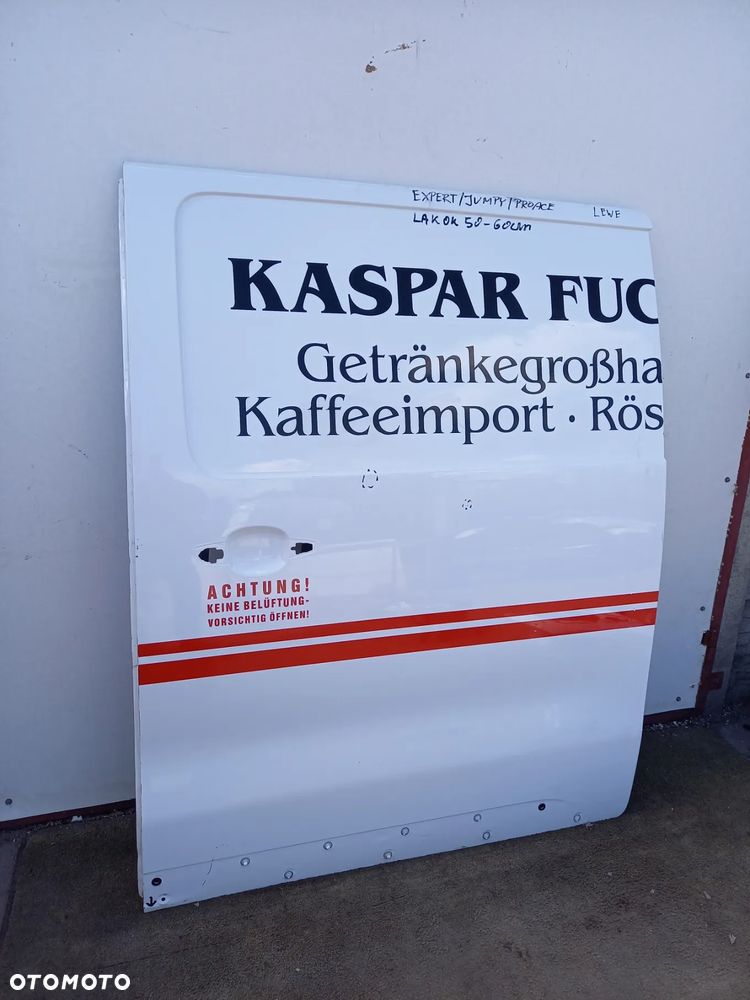 EXPERT/JUMPY/PROACE LEWE
LAKOK 50-60um
KASPAR FUC
Getränkegroßha
Kaffeeimport · Rös
ACHTUNG!
KEINE BELÜFTUNG-
VORSICHTIG ÖFFNEN!
OTOMOTO